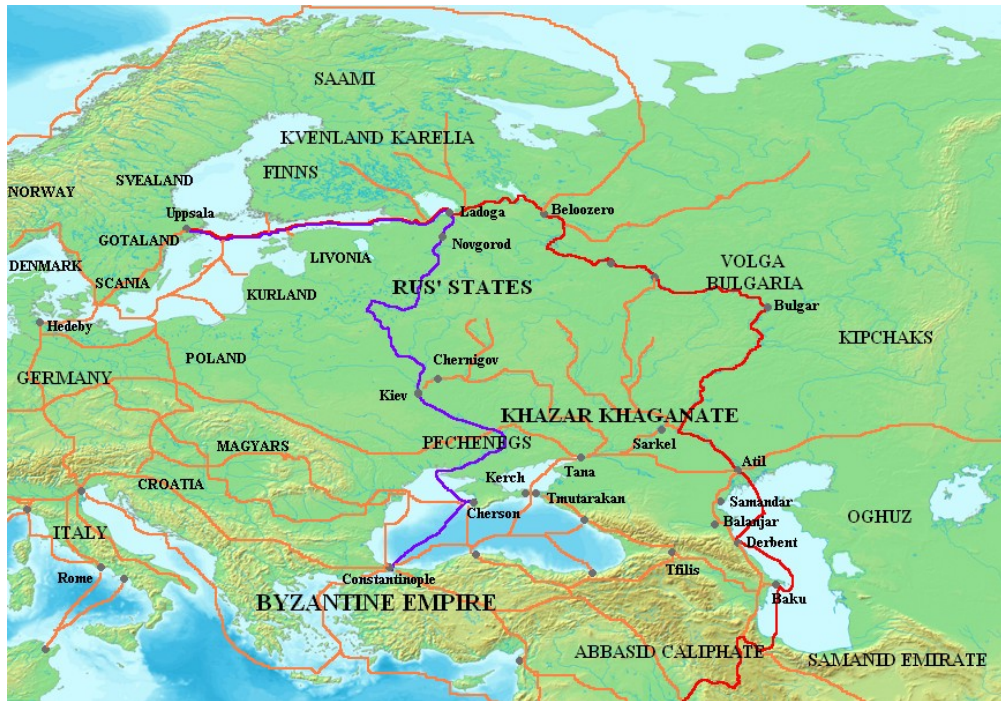 SAAMI
KVENLAND KARELIA
FINNS
SVEALAND
NORWAY
Uppsala
Ladoga
Beloozero
GOTALAND
Novgorod
LIVONIA
DENMARK
SCANIA
KURLAND
RUS' STATES
VOLGA
BULGARIA
Bulgar
Hedeby
KIPCHAKS
POLAND
Chernigov
GERMANY
Kiev
KHAZAR KHAGANATE
MAGYARS
PECHENEGS
Sarkel
Tana
Atil
CROATIA
Kerch
Tmutarakan
Samandar
Cherson
OGHUZ
Balanjar
ITALY
Derbent
Tfilis
Rome
Constantinople
Baku
BYZANTINE EMPIRE
ABBASID CALIPHATE
SAMANID EMIRATE